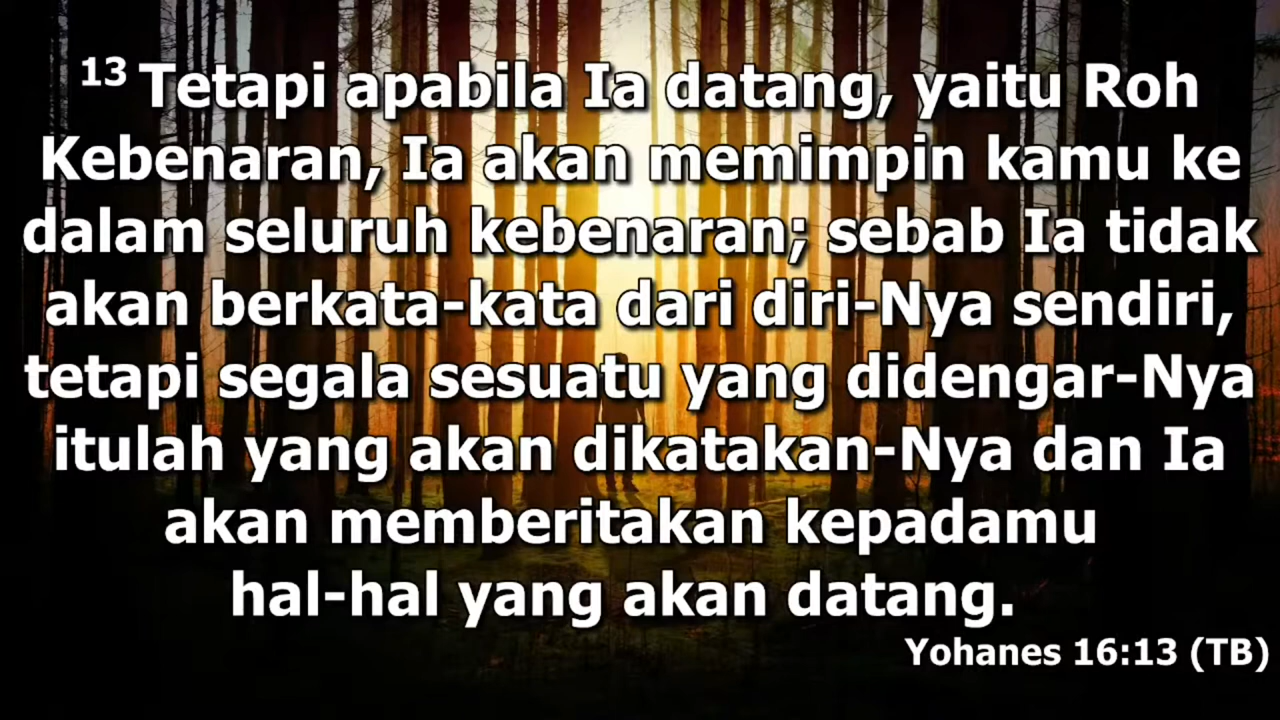 13 Tetapi apabila Ia datang, yaitu Roh
Kebenaran, Ia akan memimpin kamu ke
dalam seluruh kebenaran; sebab Ia tidak
akan berkata-kata dari diri-Nya sendiri,
tetapi segala sesuatu yang didengar-Nya
itulah yang akan dikatakan-Nya dan Ia
akan memberitakan kepadamu
hal-hal yang akan datang.
Yohanes 16:13 (TB)